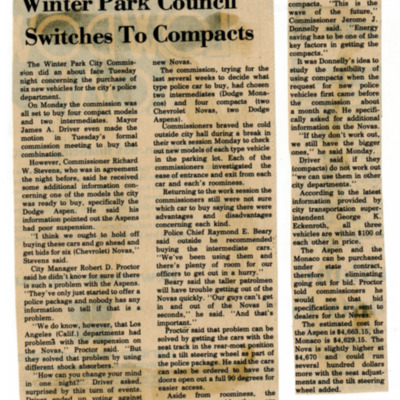 Winter Park Council
Switches To Compacts
The Winter Park City Commis-
sion did an about face Tuesday
night concerning the purchase of
six new vehicles for the city's police
department.
On Monday the commission was
all set to buy four compact models
and two intermediates. Mayor
James A. Driver even made the
motion in Tuesday's formal
commission meeting to buy that
combination.
However, Commissioner Richard
W. Stevens, who was in agreement
the night before, said he received
some additional information con-
cerning one of the models the city
was ready to buy, specifically the
Dodge Aspen. He said his
information pointed out the Aspens
had poor suspension.
"I think we ought to hold off
buying these cars and go ahead and
get bids for six (Chevrolet) Novas,"
Stevens said.
City Manager Robert D. Proctor
said he didn't know for sure if there
is such a problem with the Aspens.
"They've only just started to offer a
police package and nobody has any
information to tell if that is a
problem.
"We do know, however, that Los
Angeles (Calif.) departments had
problems with the suspension on
the Novas," Proctor said. "But
they solved that problem by using
different shock absorbers."
"How can you change your mind
in one night?" Driver asked,
surprised by this turn of events.
Driver ended on voting against
new Novas.
The commission, trying for the
last several weeks to decide what
type police car to buy, had chosen
two intermediates (Dodge Mona-
cos) and four compacts (two
Chevrolet Novas, two Dodge
Aspens).
Commissioners braved the cold
outside city hall during a break in
their work session Monday to check
out new models of each type vehicle
in the parking lot. Each of the
commissioners investigated the
ease of entrance and exit from each
car and each's roominess.
Returning to the work session the
commissioners still were not sure
which car to buy saying there were
advantages and disadvantages
concerning each kind.
Police Chief Raymond E. Beary
said outside he recommended
buying the intermediate cars.
"We've been using them and
there's plenty of room for our
officers to get out in a hurry."
Beary said the taller patrolmen
will have trouble getting out of the
Novas quickly. "Our guys can't get
in and out of the Novas in
seconds," he said. "And that's
important."
Proctor said that problem can be
solved by getting the cars with the
seat track in the rear-most position
and a tilt steering wheel as part of
the police package. He said the cars
can also be ordered to have the
doors open out a full 90 degrees for
easier access.
Aside from roominess, the
compacts. "This is the
wave of the future,"
Commissioner Jerome J.
Donnelly said. "Energy
saving has to be one of the
key factors in getting the
compacts."
It was Donnelly's idea to
study the feasibility of
using compacts when the
request for new police
vehicles first came before
the commission about
a month ago. He specifi-
cally asked for additional
information on the Novas.
"If they don't work out,
we still have the bigger
ones," he said Monday.
Driver said if they
(compacts) do not work out
"we can use them in other
city departments."
According to the latest
information provided by
city transportation super-
intendent George K.
Eckenroth, all three
vehicles are within $100 of
each other in price.
The Aspen and the
Monaco can be purchased
under state contract,
therefore eliminating
going out for bid. Proctor
told commissioners he
would see that bid
specifications are sent to
dealers for the Novas.
The estimated cost for
the Aspen is $4,665.15, the
Monaco is $4,629.15. The
Nova is slightly higher at
$4,670 and could run
several hundred dollars
more with the seat adjust-
ments and the tilt steering
wheel added.